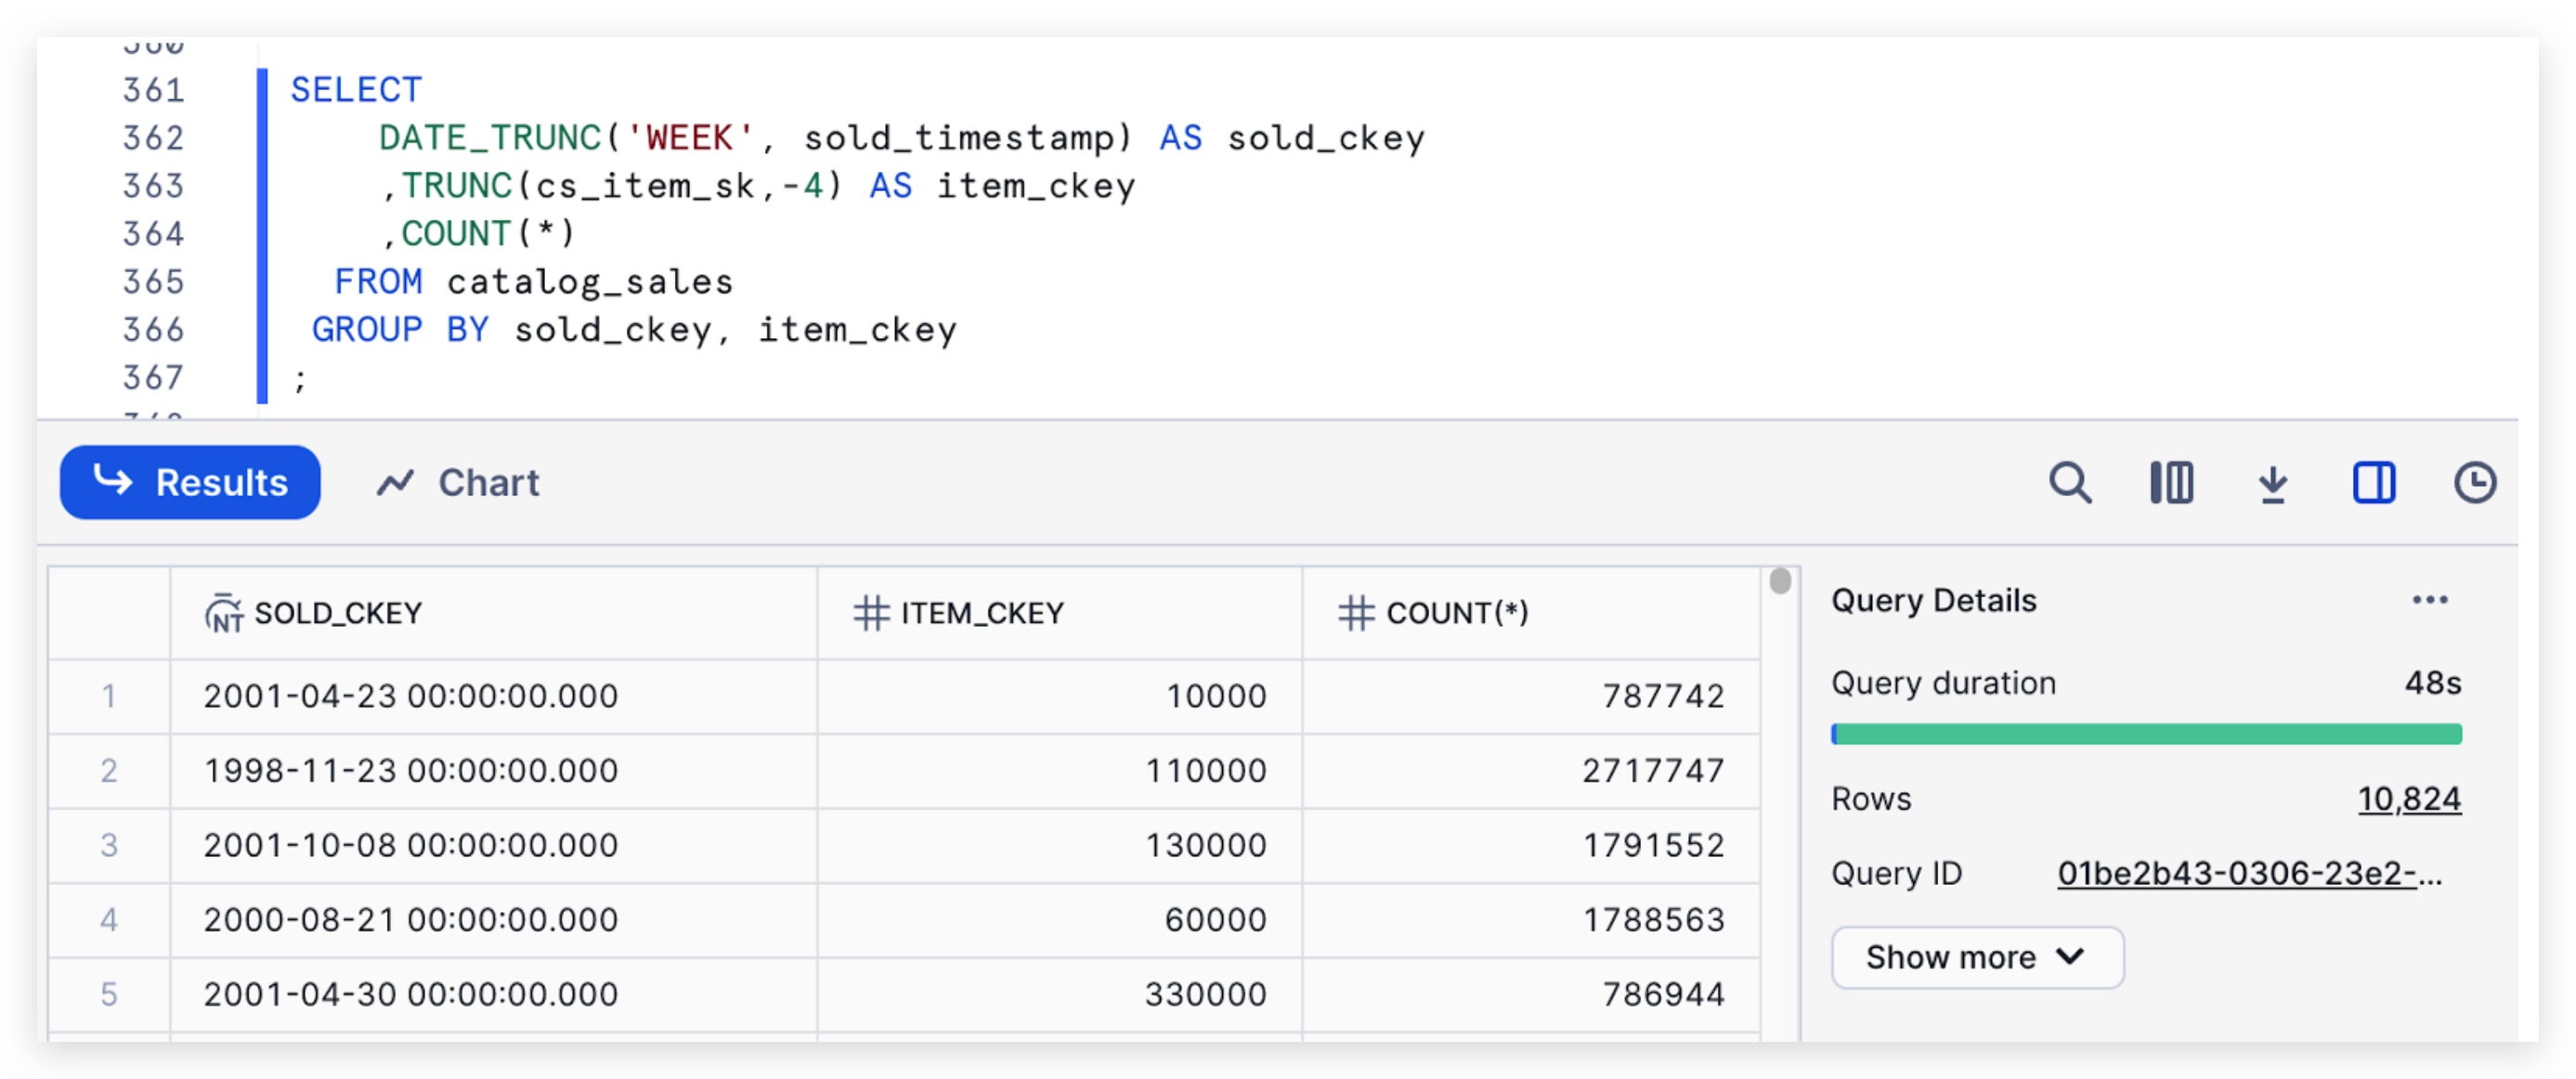 361 SELECT
362 DATE_TRUNC('WEEK', sold_timestamp) AS sold_ckey
363 ,TRUNC(cs_item_sk,-4) AS item_ckey
364 ,COUNT(*)
365 FROM catalog_sales
366 GROUP BY sold_ckey, item_ckey
367 ;
Results Chart
NT SOLD_CKEY # ITEM_CKEY # COUNT(*)
1 2001-04-23 00:00:00.000 10000 787742
2 1998-11-23 00:00:00.000 110000 2717747
3 2001-10-08 00:00:00.000 130000 1791552
4 2000-08-21 00:00:00.000 60000 1788563
5 2001-04-30 00:00:00.000 330000 786944
Query Details ...
Query duration 48s
Rows 10,824
Query ID 01be2b43-0306-23e2-...
Show more